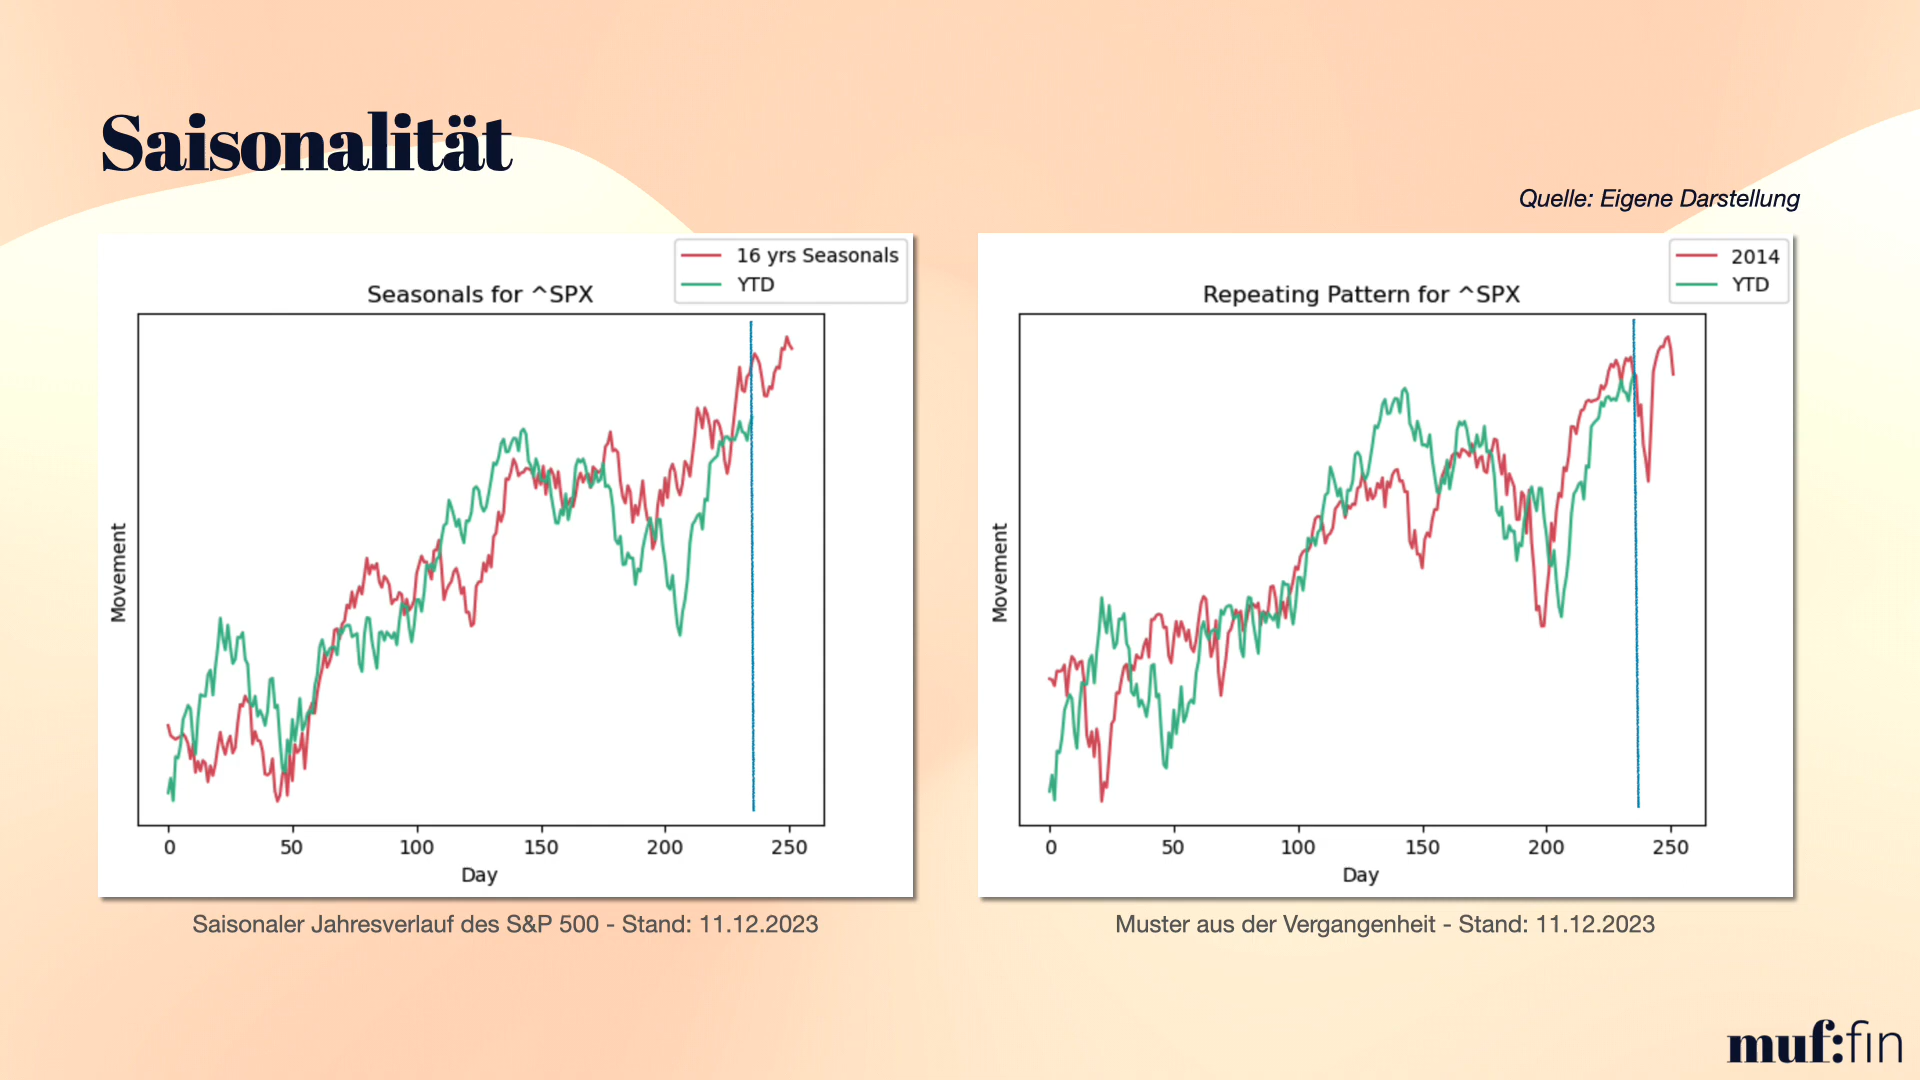 Saisonalität
Quelle: Eigene Darstellung
16 yrs Seasonals
YTD
Seasonals for ^SPX
Movement
0 50 100 150 200 250
Day
Saisonaler Jahresverlauf des S&P 500 - Stand: 11.12.2023
2014
YTD
Repeating Pattern for ^SPX
Movement
0 50 100 150 200 250
Day
Muster aus der Vergangenheit - Stand: 11.12.2023
muf:fin